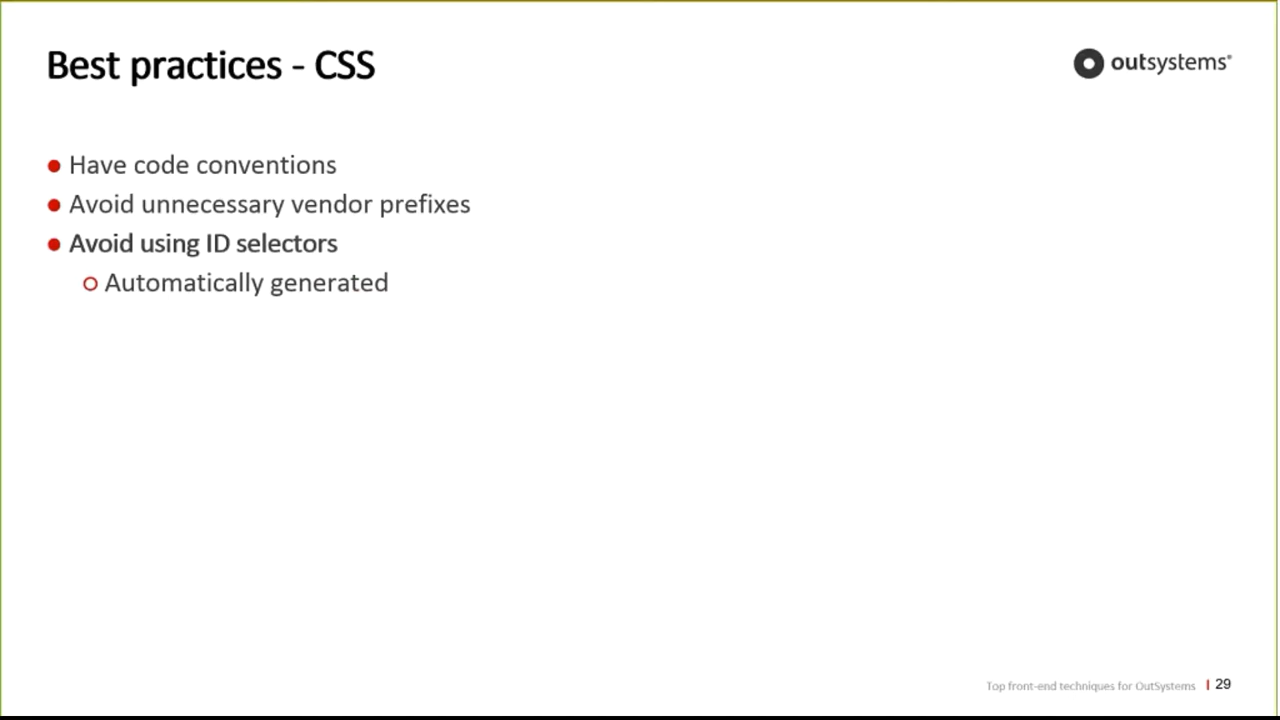 Best practices - CSS
outsystems®
Have code conventions
Avoid unnecessary vendor prefixes
Avoid using ID selectors
Automatically generated
Top front-end techniques for OutSystems | 29